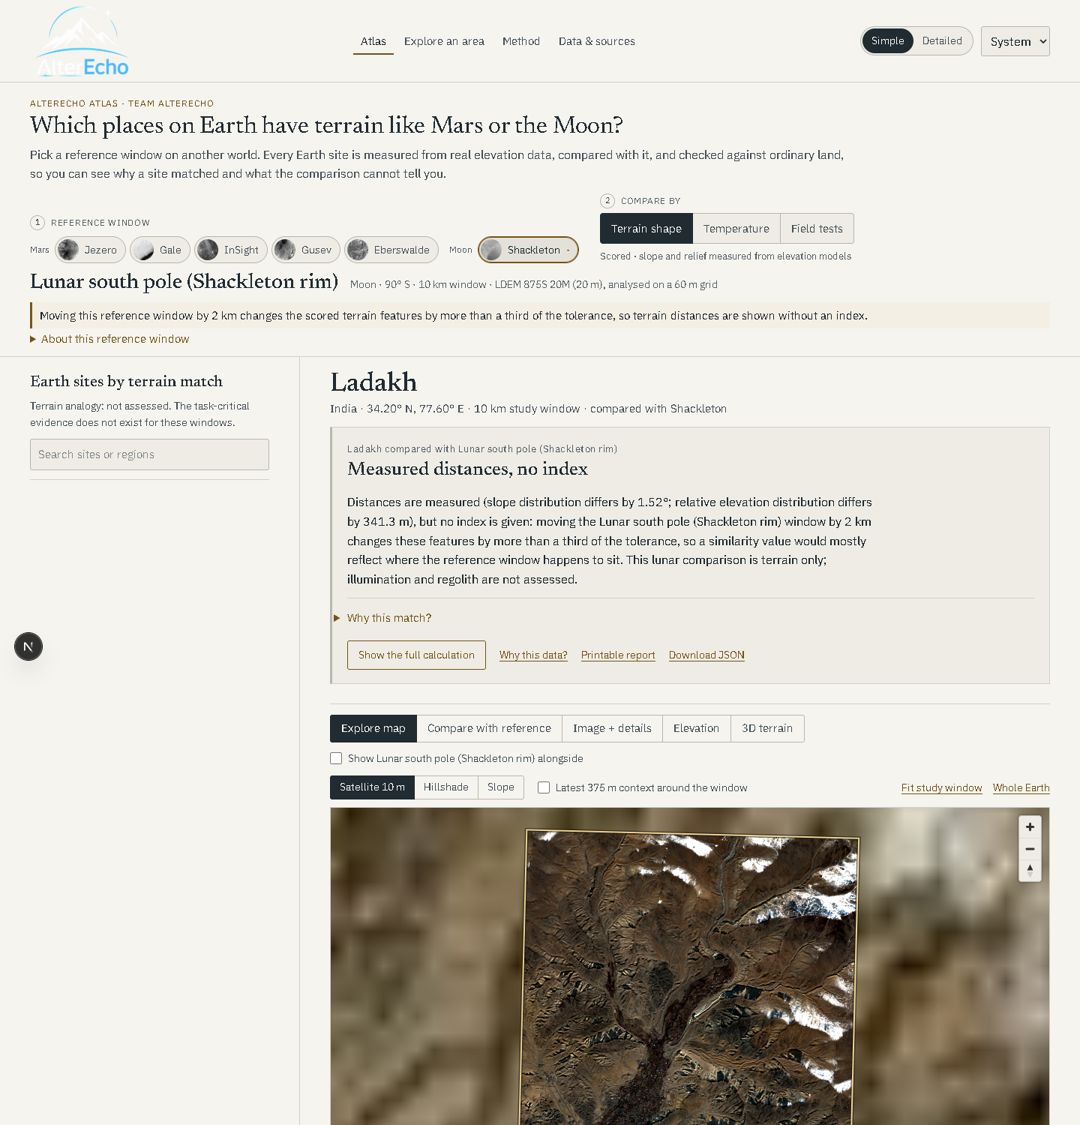 AlterEcho
Atlas
Explore an area
Method
Data & sources
Simple
Detailed
System
ALTERECHO ATLAS · TEAM ALTERECHO
Which places on Earth have terrain like Mars or the Moon?
Pick a reference window on another world. Every Earth site is measured from real elevation data, compared with it, and checked against ordinary land,
so you can see why a site matched and what the comparison cannot tell you.
1 REFERENCE WINDOW
Mars
Jezero
Gale
InSight
Gusev
Eberswalde
Moon
Shackleton ·
2 COMPARE BY
Terrain shape
Temperature
Field tests
Scored · slope and relief measured from elevation models
Lunar south pole (Shackleton rim)
Moon · 90° S · 10 km window · LDEM 87S 20M (20 m), analysed on a 60 m grid
Moving this reference window by 2 km changes the scored terrain features by more than a third of the tolerance, so terrain distances are shown without an index.
About this reference window
Earth sites by terrain match
Terrain analogy: not assessed. The task-critical
evidence does not exist for these windows.
Search sites or regions
N
Ladakh
India · 34.20° N, 77.60° E · 10 km study window · compared with Shackleton
Ladakh compared with Lunar south pole (Shackleton rim)
Measured distances, no index
Distances are measured (slope distribution differs by 1.52°; relative elevation distribution differs
by 341.3 m), but no index is given: moving the Lunar south pole (Shackleton rim) window by 2 km
changes these features by more than a third of the tolerance, so a similarity value would mostly
reflect where the reference window happens to sit. This lunar comparison is terrain only;
illumination and regolith are not assessed.
Why this match?
Show the full calculation
Why this data?
Printable report
Download JSON
Explore map
Compare with reference
Image + details
Elevation
3D terrain
Show Lunar south pole (Shackleton rim) alongside
Satellite 10 m
Hillshade
Slope
Latest 375 m context around the window
Fit study window
Whole Earth